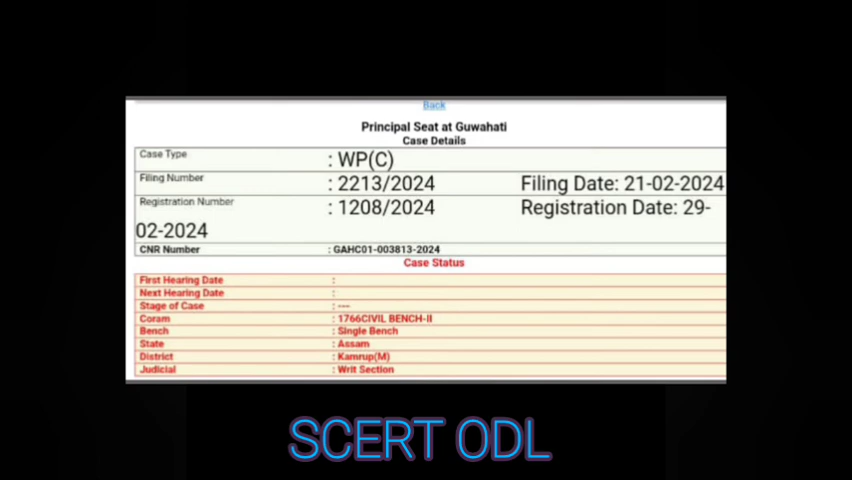 Back
Principal Seat at Guwahati
Case Details
Case Type : WP(C)
Filing Number : 2213/2024 Filing Date: 21-02-2024
Registration Number : 1208/2024 Registration Date: 29-
02-2024
CNR Number : GAHC01-003813-2024
Case Status
First Hearing Date :
Next Hearing Date :
Stage of Case : ---
Coram : 1766CIVIL BENCH-II
Bench : Single Bench
State : Assam
District : Kamrup(M)
Judicial : Writ Section
SCERT ODL